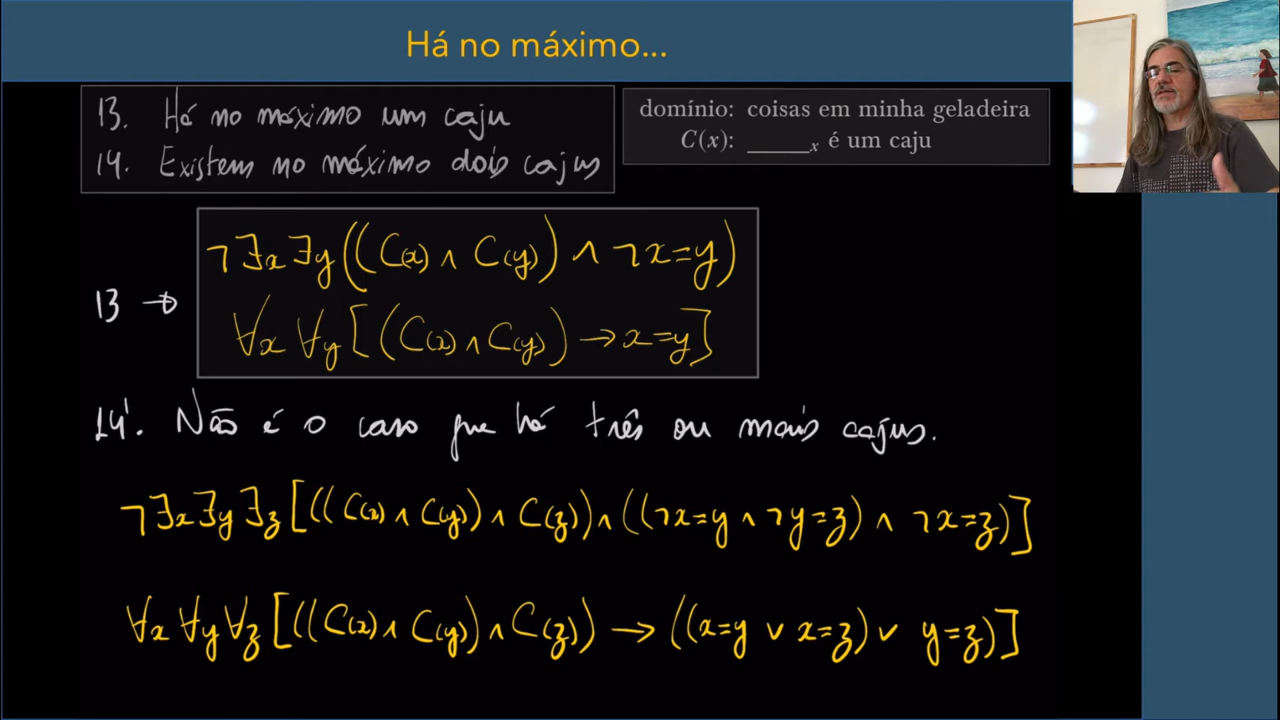 Há no máximo...
13. Há no máximo um caju
14. Existem no máximo dois cajus
domínio: coisas em minha geladeira
C(x): ______ₓ é um caju
13 → ¬∃x∃y((C(x) ∧ C(y)) ∧ ¬x=y)
∀x∀y[(C(x) ∧ C(y)) → x=y]
14'. Não é o caso que há três ou mais cajus.
¬∃x∃y∃z[((C(x) ∧ C(y)) ∧ C(z)) ∧ ((¬x=y ∧ ¬y=z) ∧ ¬x=z)]
∀x∀y∀z[((C(x) ∧ C(y)) ∧ C(z)) → ((x=y ∨ x=z) ∨ y=z)]